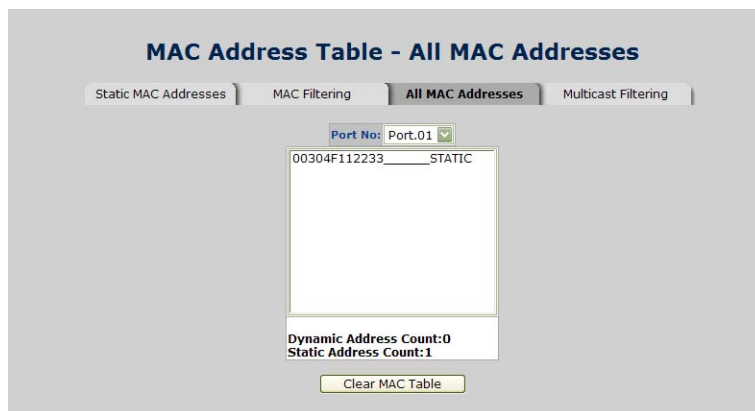 MAC Address Table - All MAC Addresses
Static MAC Addresses MAC Filtering All MAC Addresses Multicast Filtering
Port No: Port.01
00304F112233______STATIC
Dynamic Address Count:0
Static Address Count:1
Clear MAC Table